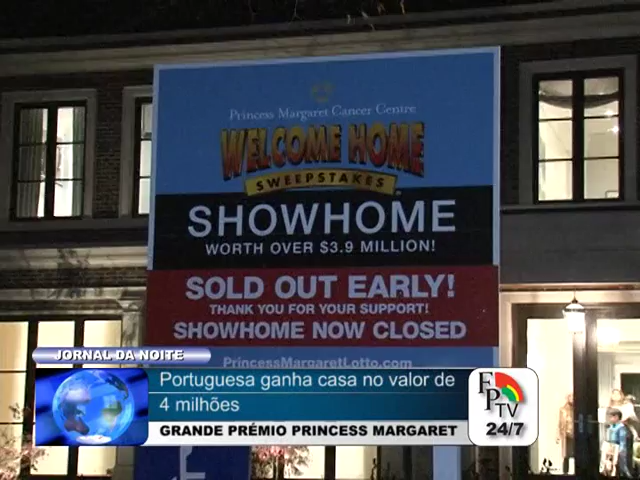 Princess Margaret Cancer Centre
WELCOME HOME
SWEEPSTAKES
SHOWHOME
WORTH OVER $3.9 MILLION!
SOLD OUT EARLY!
THANK YOU FOR YOUR SUPPORT!
SHOWHOME NOW CLOSED
PrincessMargaretLotto.com
JORNAL DA NOITE
Portuguesa ganha casa no valor de
4 milhões
GRANDE PRÉMIO PRINCESS MARGARET
FPTV
24/7